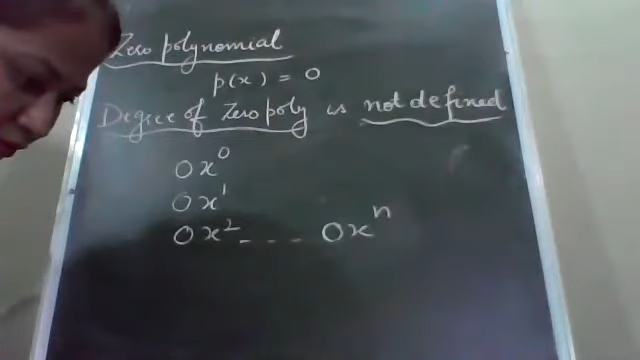 Zero polynomial
p(x) = 0
Degree of Zero poly is not defined
0x⁰
0x¹
0x² - - - - 0xⁿ